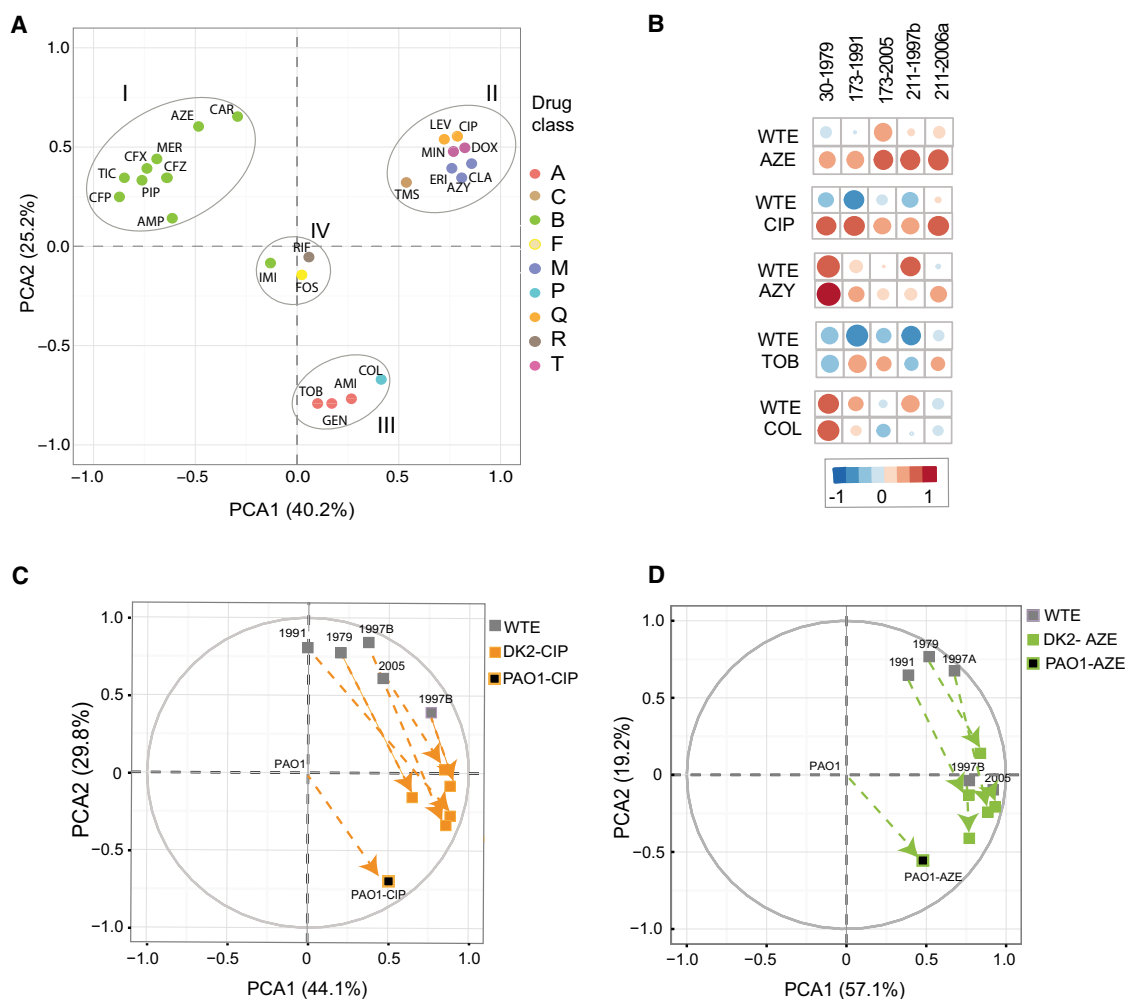 A
1.0
0.5
0.0
−0.5
−1.0
PCA2 (25.2%)
I
AZE
CAR
MER
CFX
CFZ
TIC
PIP
CFP
AMP
II
LEV
CIP
MIN
DOX
ERI
AZY
CLA
TMS
IV
RIF
IMI
FOS
COL
AMI
TOB
GEN
III
-1.0
-0.5
0.0
0.5
1.0
PCA1 (40.2%)
Drug
class
A
C
B
F
M
P
Q
R
T
B
30-1979
173-1991
173-2005
211-1997b
211-2006a
WTE
AZE
WTE
CIP
WTE
AZY
WTE
TOB
WTE
COL
-1 0 1
C
1.0
0.5
0
−0.5
−1.0
PCA2 (29.8%)
1991
1979
1997B
2005
1997B
PAO1
PAO1-CIP
−1.0
−0.5
0
0.5
1.0
PCA1 (44.1%)
WTE
DK2-CIP
PAO1-CIP
D
1.0
0.5
0
−0.5
−1.0
PCA2 (19.2%)
1979
1991
1997A
1997B
2005
PAO1
PAO1-AZE
−1.0
−0.5
0
0.5
1.0
PCA1 (57.1%)
WTE
DK2- AZE
PAO1-AZE